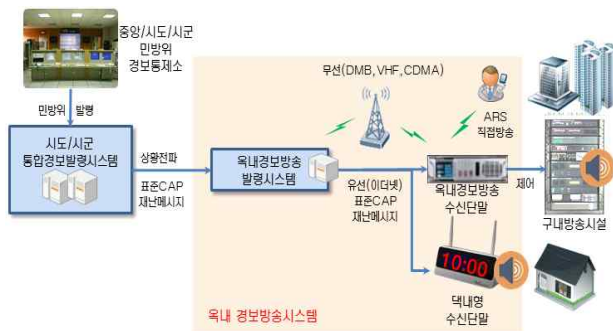 중앙/시도/시군
민방위
경보통제소
민방위 발령
시도/시군
통합경보발령시스템
상황전파
표준CAP
재난메시지
옥내경보방송
발령시스템
무선(DMB,VHF,CDMA)
유선(이더넷)
표준CAP
재난메시지
ARS
직접방송
옥내경보방송
수신단말
제어
구내방송시설
10:00
댁내영
수신단말
옥내 경보방송시스템